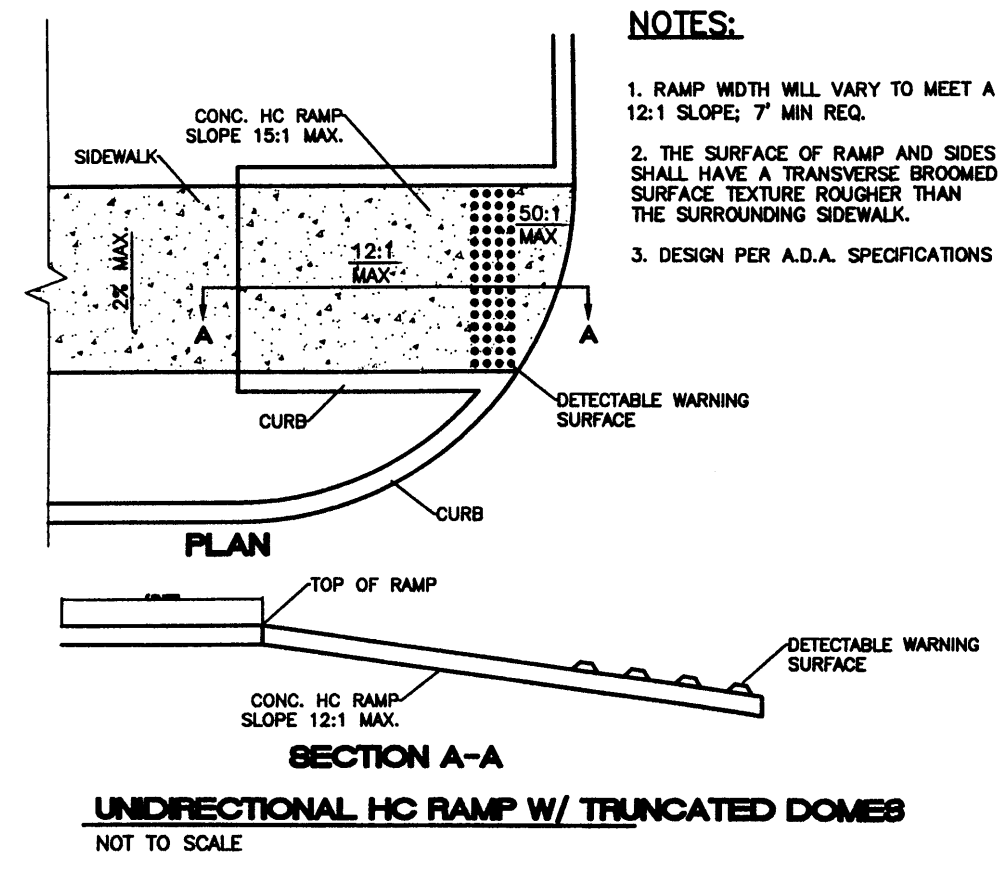 NOTES:
1. RAMP WIDTH WILL VARY TO MEET A
12:1 SLOPE; 7' MIN REQ.
2. THE SURFACE OF RAMP AND SIDES
SHALL HAVE A TRANSVERSE BROOMED
SURFACE TEXTURE ROUGHER THAN
THE SURROUNDING SIDEWALK.
3. DESIGN PER A.D.A. SPECIFICATIONS
CONC. HC RAMP
SLOPE 15:1 MAX.
SIDEWALK
50:1
MAX
12:1
MAX
2% MAX.
A
A
DETECTABLE WARNING
SURFACE
CURB
CURB
PLAN
TOP OF RAMP
DETECTABLE WARNING
SURFACE
CONC. HC RAMP
SLOPE 12:1 MAX.
SECTION A-A
UNIDIRECTIONAL HC RAMP W/ TRUNCATED DOMES
NOT TO SCALE